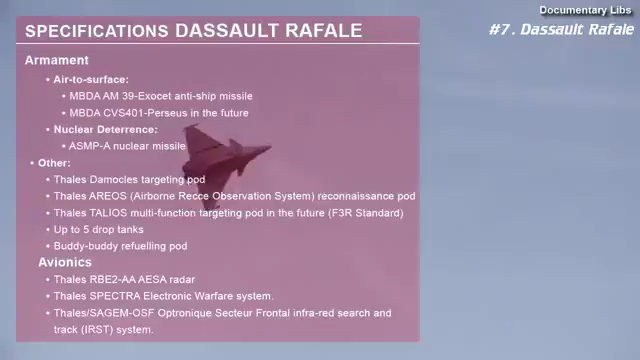 Documentary Libs
#7. Dassault Rafale
SPECIFICATIONS DASSAULT RAFALE
Armament
• Air-to-surface:
• MBDA AM 39-Exocet anti-ship missile
• MBDA CVS401-Perseus in the future
• Nuclear Deterrence:
• ASMP-A nuclear missile
• Other:
• Thales Damocles targeting pod
• Thales AREOS (Airborne Recce Observation System) reconnaissance pod
• Thales TALIOS multi-function targeting pod in the future (F3R Standard)
• Up to 5 drop tanks
• Buddy-buddy refuelling pod
Avionics
• Thales RBE2-AA AESA radar
• Thales SPECTRA Electronic Warfare system.
• Thales/SAGEM-OSF Optronique Secteur Frontal infra-red search and
track (IRST) system.